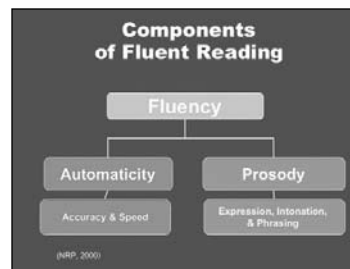 Components
of Fluent Reading
Fluency
Automaticity
Prosody
Accuracy & Speed
Expression, Intonation,
& Phrasing
(NRP, 2000)